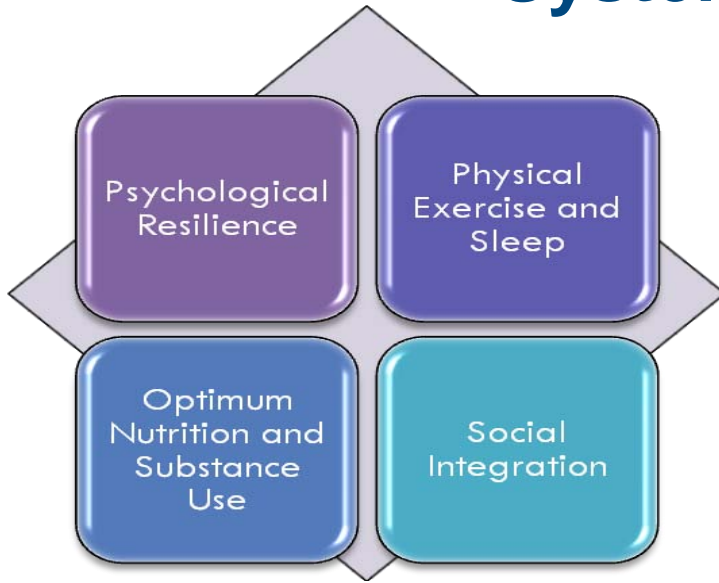 Psychological
Resilience
Physical
Exercise and
Sleep
Optimum
Nutrition and
Substance
Use
Social
Integration